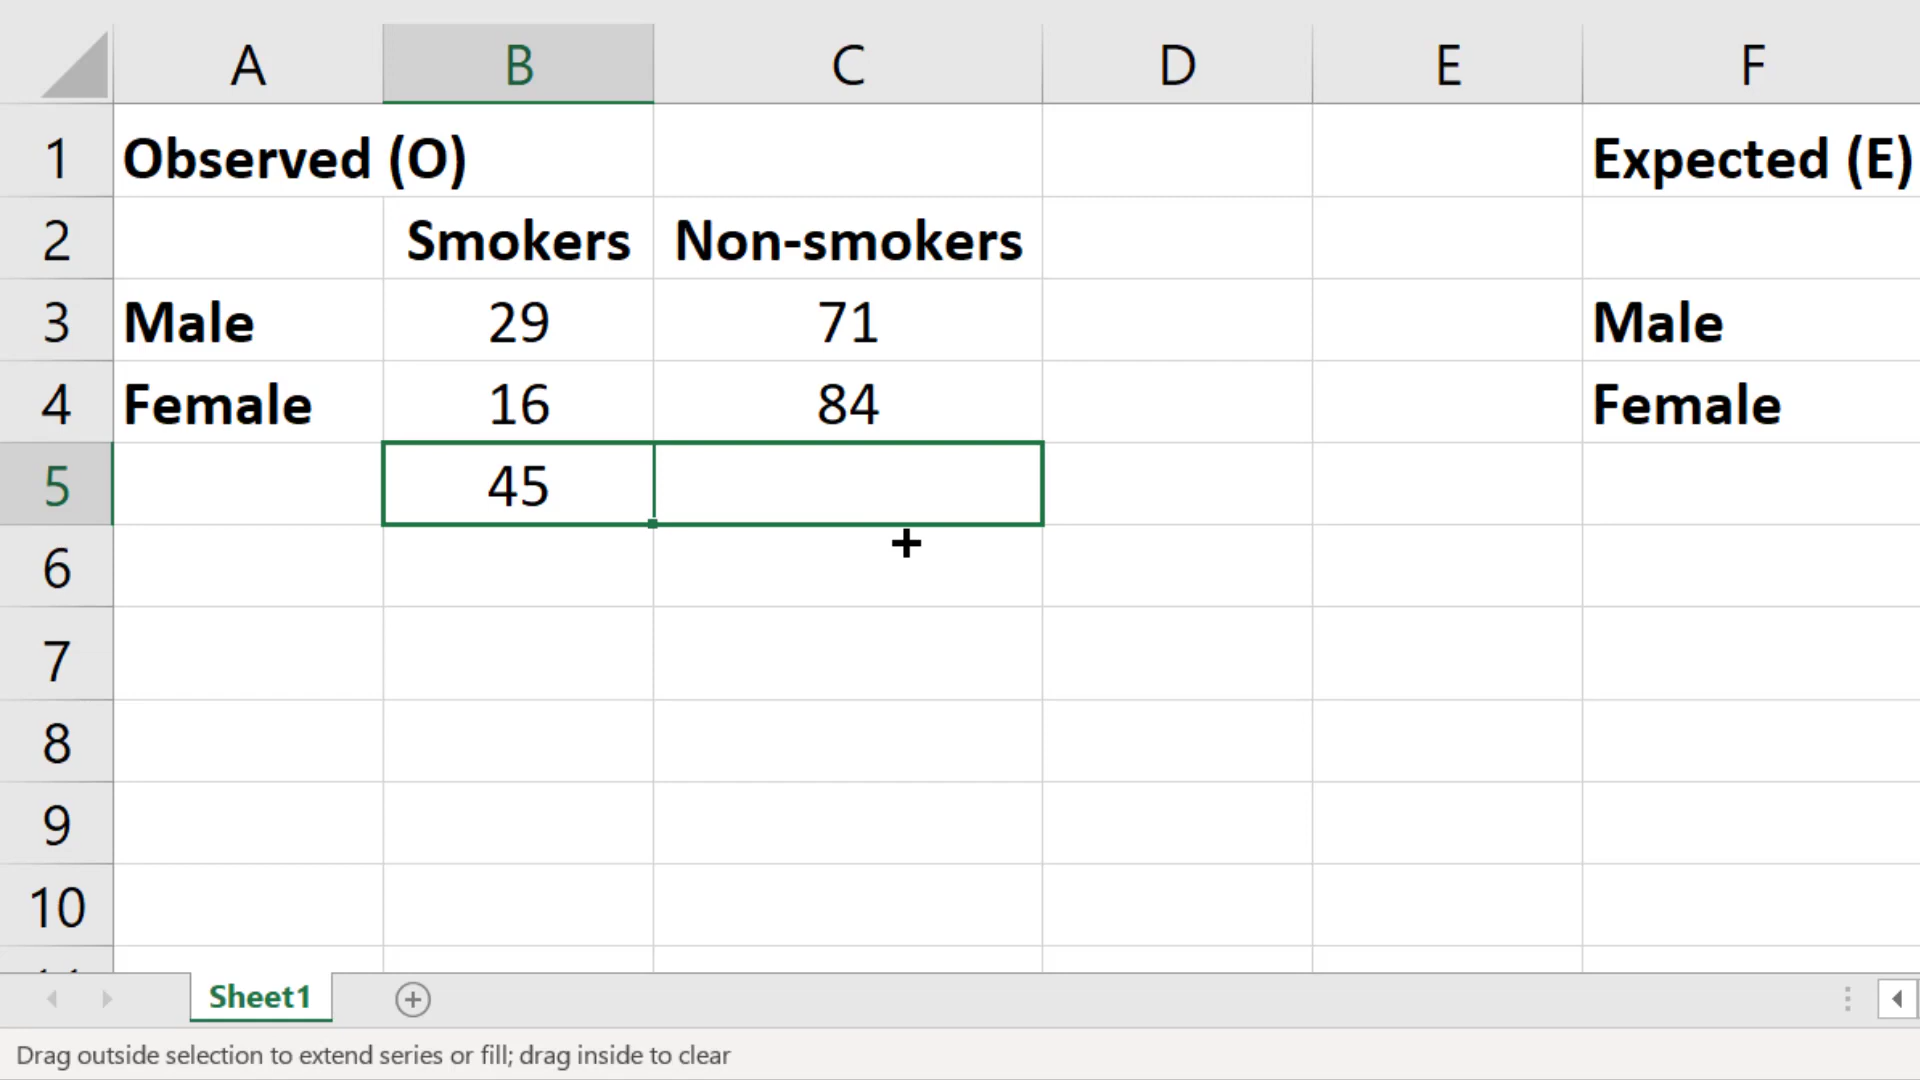 A B C D E F
1 Observed (O) Expected (E)
2 Smokers Non-smokers
3 Male 29 71 Male
4 Female 16 84 Female
5 45
6
7
8
9
10
Sheet1
Drag outside selection to extend series or fill; drag inside to clear